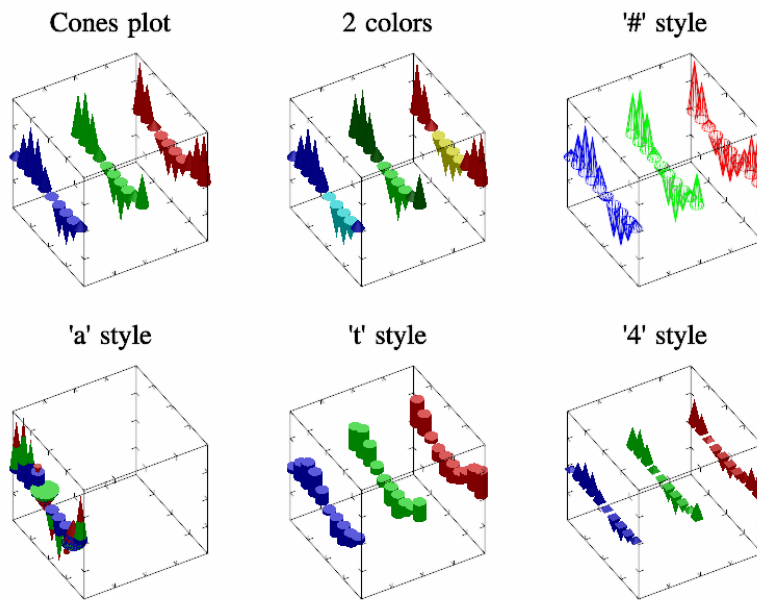 Cones plot
2 colors
'#' style
'a' style
't' style
'4' style